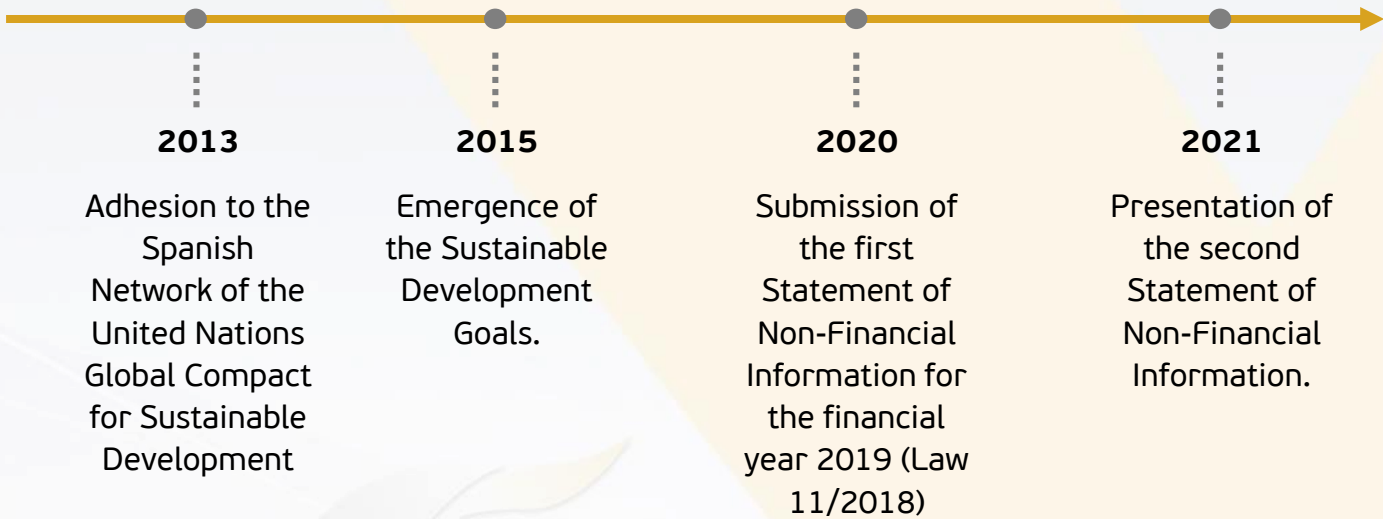 2013
Adhesion to the
Spanish
Network of the
United Nations
Global Compact
for Sustainable
Development
2015
Emergence of
the Sustainable
Development
Goals.
2020
Submission of
the first
Statement of
Non-Financial
Information for
the financial
year 2019 (Law
11/2018)
2021
Presentation of
the second
Statement of
Non-Financial
Information.